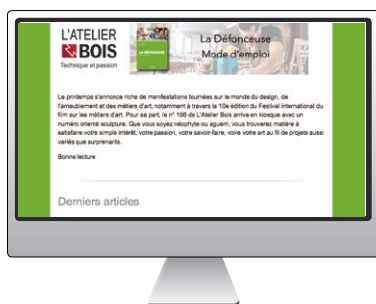 L'ATELIER
BOIS
Technique et passion
La Défonceuse
Mode d'emploi
Le printemps s'annonce riche de manifestations tournées sur le monde du design, de
l'ameublement et des métiers d'art, notamment à travers la 10e édition du Festival international du
film sur les métiers d'art. Pour sa part, le n° 196 de L'Atelier Bois arrive en kiosque avec un
numéro orienté sculpture. Que vous soyez néophyte ou aguerri, vous trouverez matière à
satisfaire votre simple intérêt, votre passion, votre savoir-faire, voire votre art au fil de projets aussi
variés que surprenants.
Bonne lecture
Derniers articles